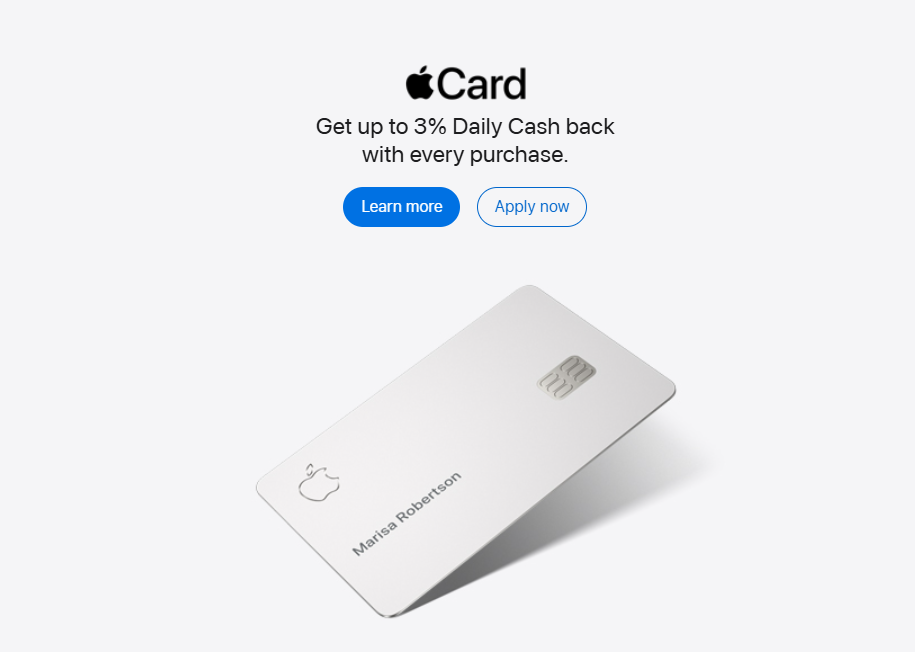 Card
Get up to 3% Daily Cash back
with every purchase.
Learn more
Apply now
Marisa Robertson